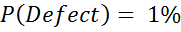 P(Defect) = 1%